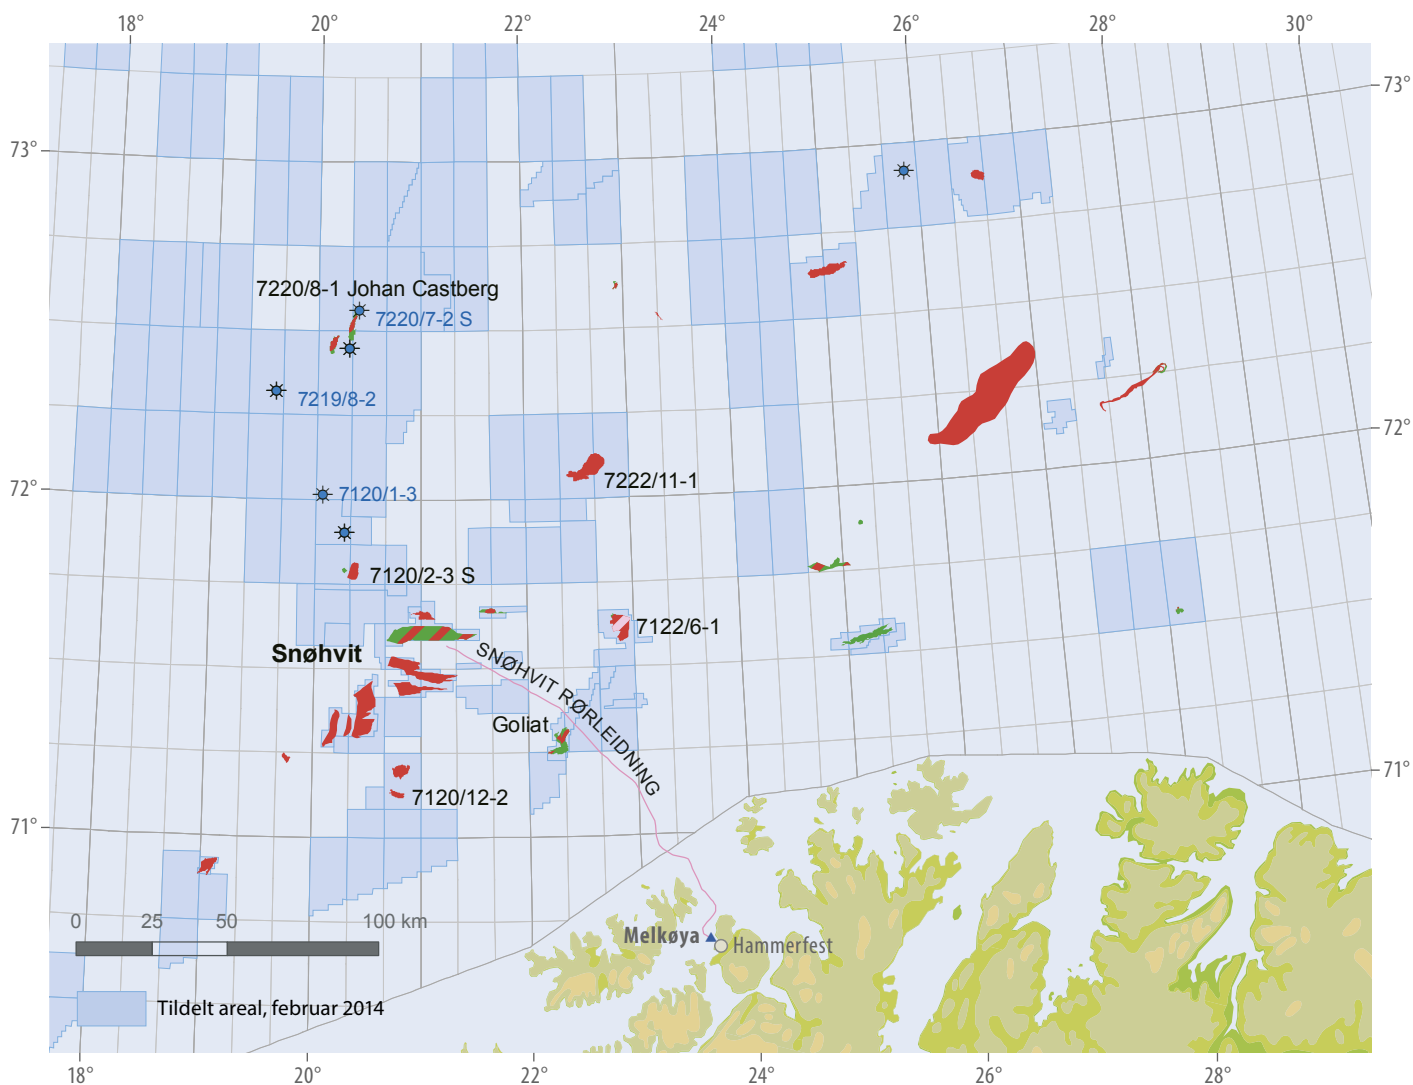 18° 20° 22° 24° 26° 28° 30°
73° 73°
7220/8-1 Johan Castberg
7220/7-2 S
7219/8-2
72°
7222/11-1
72°
7120/1-3
7120/2-3 S
7122/6-1
Snøhvit
SNØHVIT RØRLEIDNING
Goliat
71°
7120/12-2
71°
0 25 50 100 km
Melkøya
Hammerfest
Tildelt areal, februar 2014
18° 20° 22° 24° 26° 28°